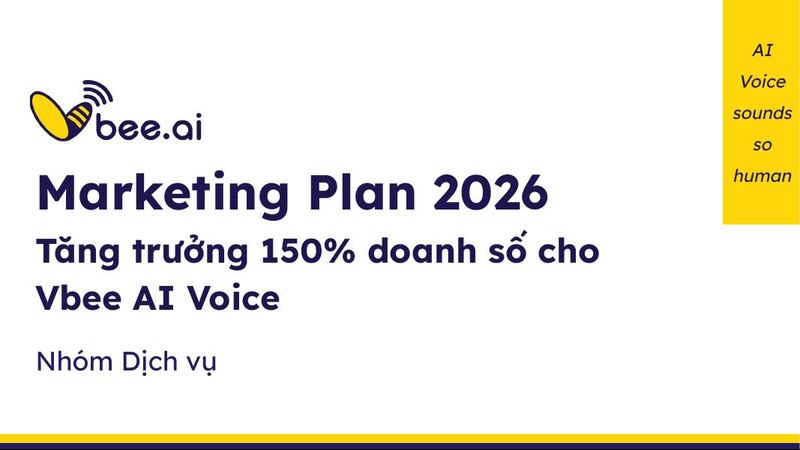 Vbee.ai
Marketing Plan 2026
Tăng trưởng 150% doanh số cho
Vbee AI Voice
Nhóm Dịch vụ
AI
Voice
sounds
so
human